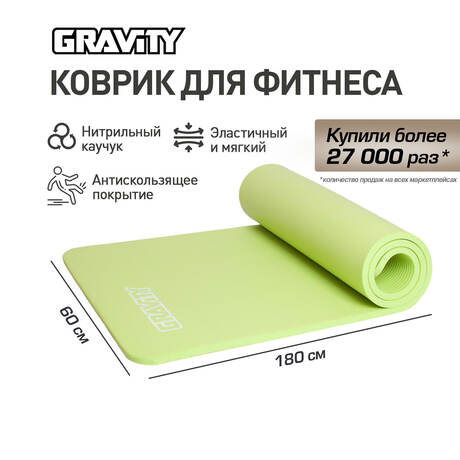 GRAVITY
КОВРИК ДЛЯ ФИТНЕСА
Нитрильный
каучук
Эластичный
и мягкий
Антискользящее
покрытие
Купили более
27 000 раз*
*количество продаж на всех маркетплейсах
GRAVITY
60 см
180 см